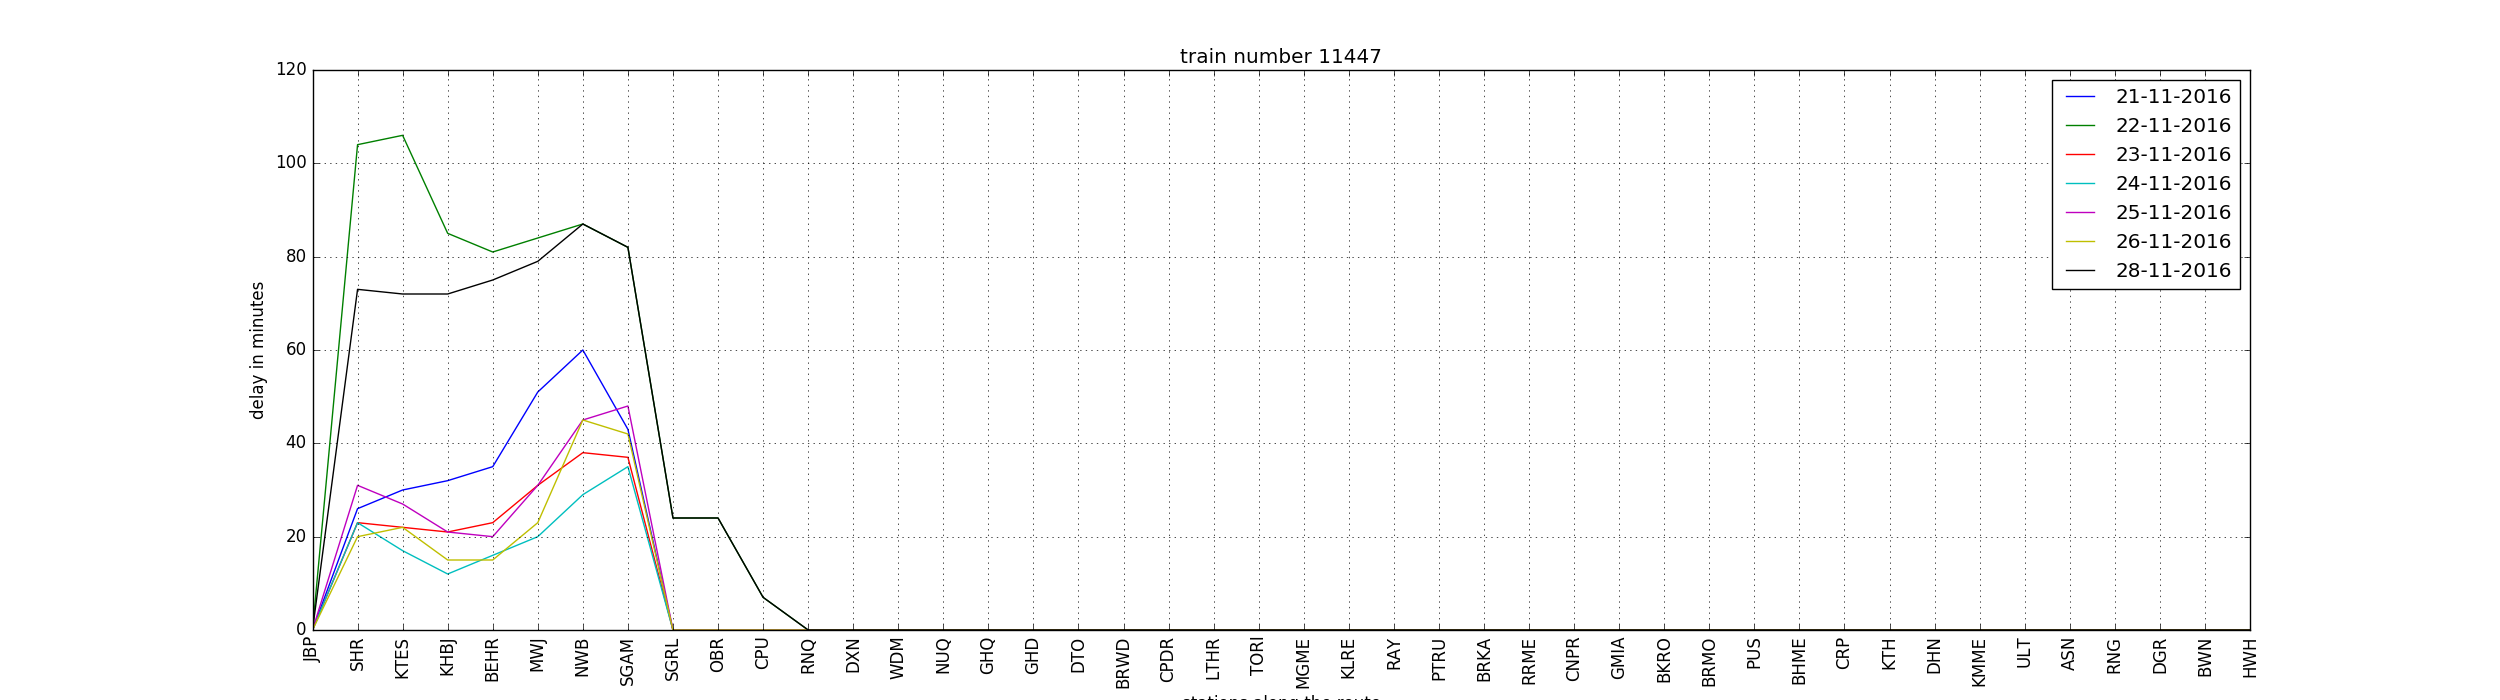 train number 11447
120
100
80
60
40
20
0
delay in minutes
21-11-2016
22-11-2016
23-11-2016
24-11-2016
25-11-2016
26-11-2016
28-11-2016
JBP
SHR
KTES
KHBJ
BEHR
MWJ
NWB
SGAM
SGRL
OBR
CPU
RNQ
DXN
WDM
NUQ
GHQ
GHD
DTO
BRWD
CPDR
LTHR
TORI
MGME
KLRE
RAY
PTRU
BRKA
RRME
CNPR
GMIA
BKRO
BRMO
PUS
BHME
CRP
KTH
DHN
KMME
ULT
ASN
RNG
DGR
BWN
HWH
stations along the route